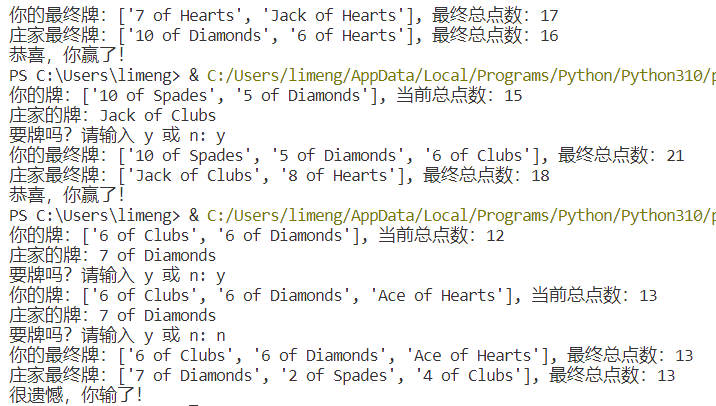 你的最终牌：['7 of Hearts', 'Jack of Hearts'], 最终总点数：17
庄家最终牌：['10 of Diamonds', '6 of Hearts'], 最终总点数：16
恭喜，你赢了！
PS C:\Users\limeng> & C:/Users/limeng/AppData/Local/Programs/Python/Python310/p
你的牌：['10 of Spades', '5 of Diamonds'], 当前总点数：15
庄家的牌：Jack of Clubs
要牌吗？请输入 y 或 n: y
你的最终牌：['10 of Spades', '5 of Diamonds', '6 of Clubs'], 最终总点数：21
庄家最终牌：['Jack of Clubs', '8 of Hearts'], 最终总点数：18
恭喜，你赢了！
PS C:\Users\limeng> & C:/Users/limeng/AppData/Local/Programs/Python/Python310/p
你的牌：['6 of Clubs', '6 of Diamonds'], 当前总点数：12
庄家的牌：7 of Diamonds
要牌吗？请输入 y 或 n: y
你的牌：['6 of Clubs', '6 of Diamonds', 'Ace of Hearts'], 当前总点数：13
庄家的牌：7 of Diamonds
要牌吗？请输入 y 或 n: n
你的最终牌：['6 of Clubs', '6 of Diamonds', 'Ace of Hearts'], 最终总点数：13
庄家最终牌：['7 of Diamonds', '2 of Spades', '4 of Clubs'], 最终总点数：13
很遗憾，你输了！